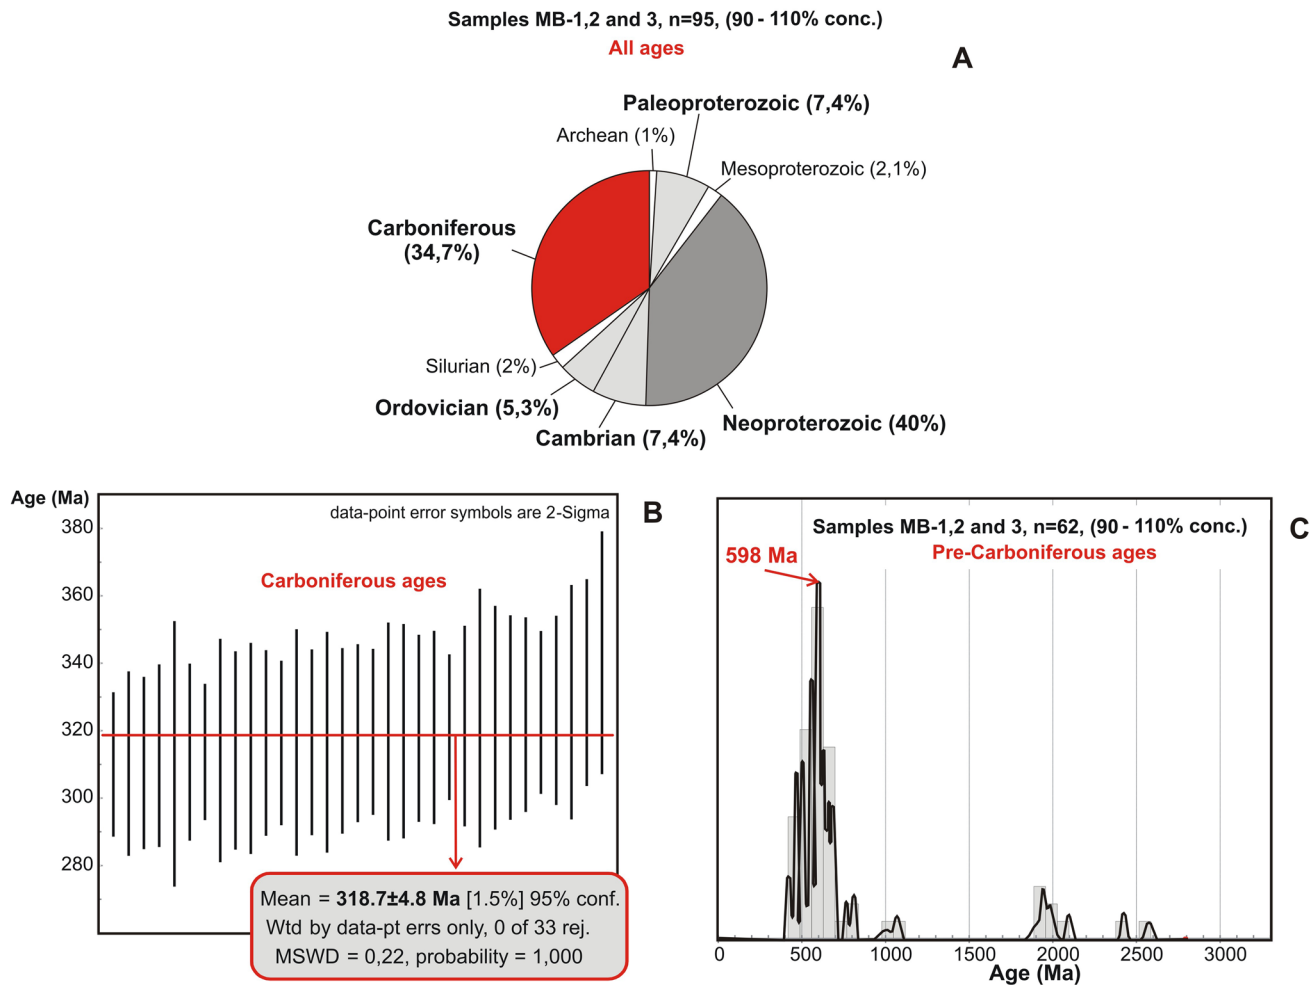 Samples MB-1,2 and 3, n=95, (90 - 110% conc.)
All ages
A
Paleoproterozoic (7,4%)
Archean (1%)
Mesoproterozoic (2,1%)
Carboniferous
(34,7%)
Silurian (2%)
Ordovician (5,3%)
Cambrian (7,4%)
Neoproterozoic (40%)
Age (Ma)
data-point error symbols are 2-Sigma
B
380
Carboniferous ages
360
340
320
300
280
Mean = 318.7±4.8 Ma [1.5%] 95% conf.
Wtd by data-pt errs only, 0 of 33 rej.
MSWD = 0,22, probability = 1,000
Samples MB-1,2 and 3, n=62, (90 - 110% conc.)
C
Pre-Carboniferous ages
598 Ma
0 500 1000 1500 2000 2500 3000
Age (Ma)